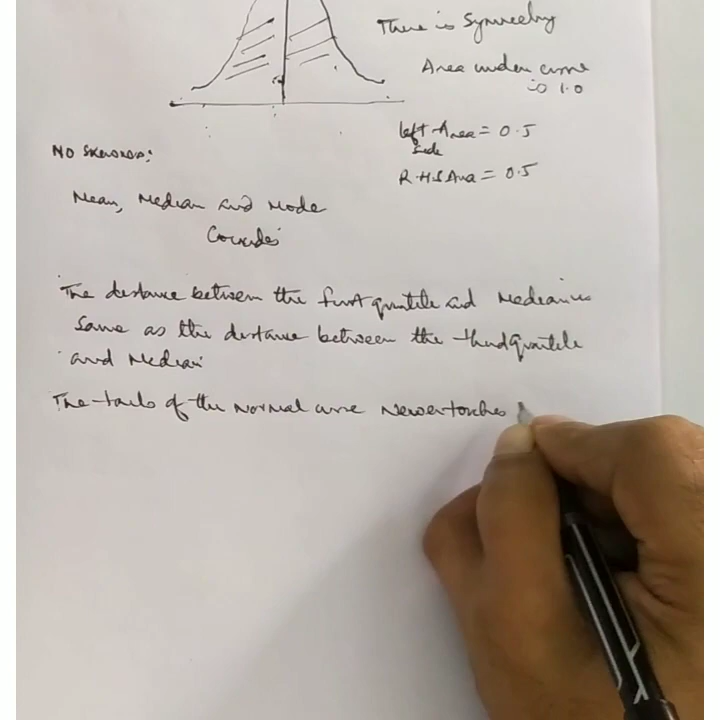 There is Symmetry
Area under curve
is 1.0
left Area = 0.5
Side
R.H.S Area = 0.5
NO SKEWNESS:
Mean, Median and Mode
Coincides
The distance between the first quartile and Median is
Same as the distance between the third quartile
and Median
The tails of the Normal curve Never touches